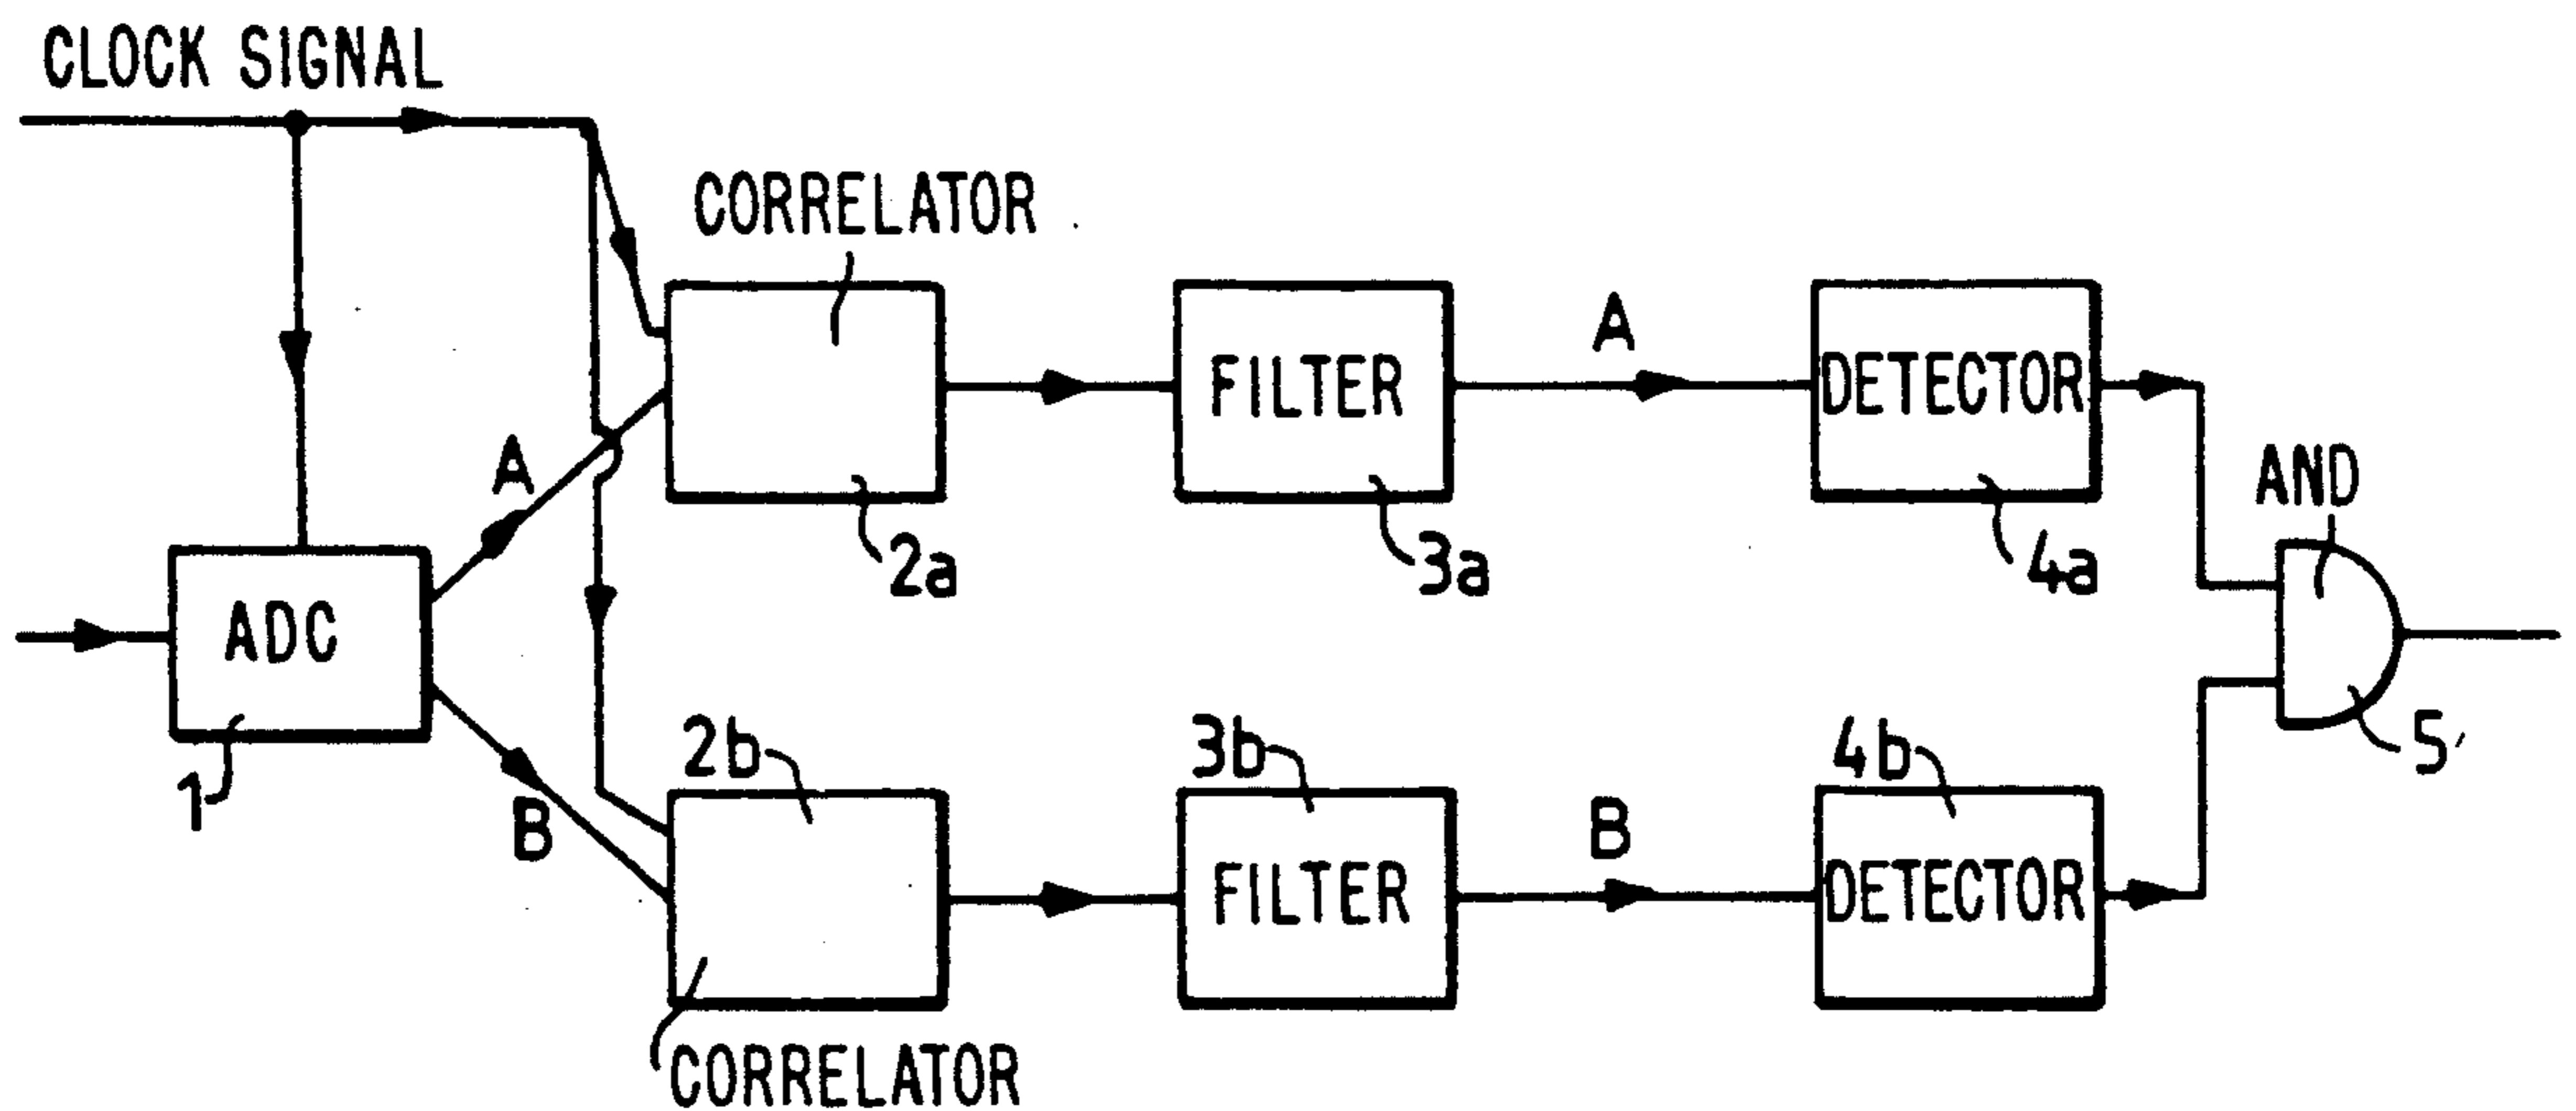 CLOCK SIGNAL
CORRELATOR
A
FILTER
DETECTOR
A
AND
2a
3a
4a
ADC
2b
3b
4b
5
1
B
B
FILTER
DETECTOR
CORRELATOR